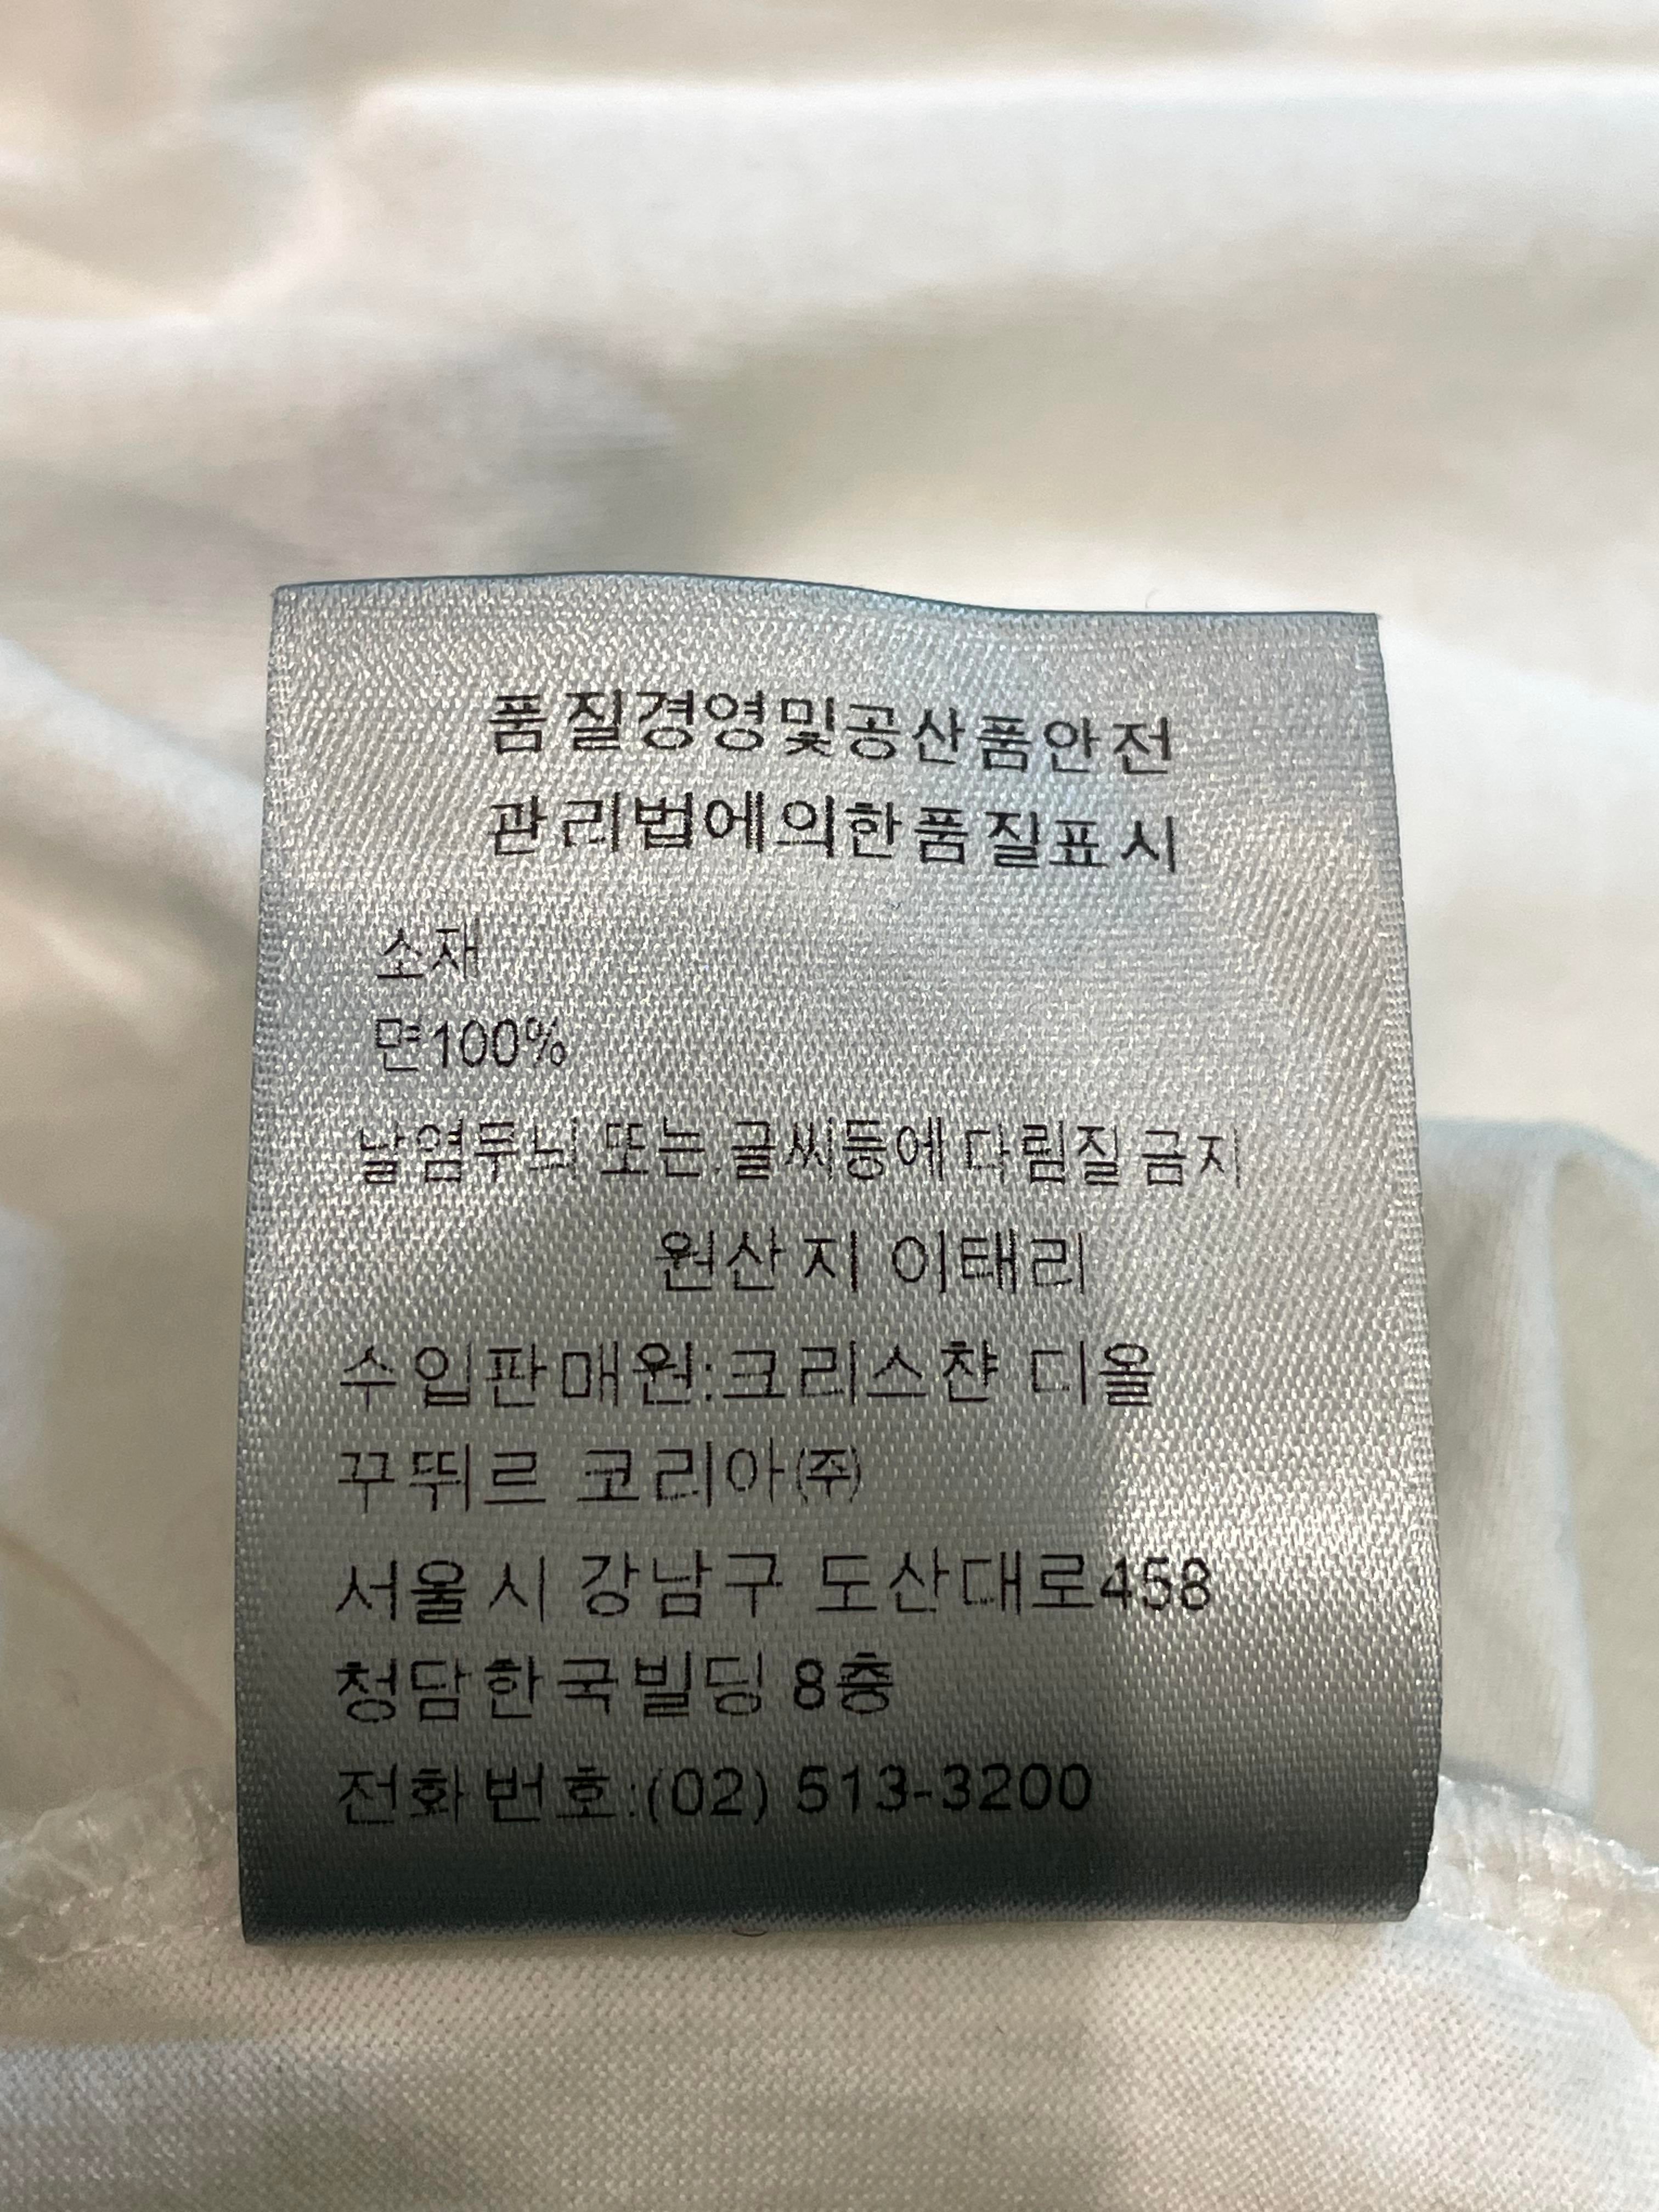 품질경영및공산품안전
관리법에의한품질표시
소재
면100%
날염무늬 또는 글씨등에 다림질 금지
원산지 이태리
수입판매원:크리스챤 디올
꾸뛰르 코리아㈜
서울시 강남구 도산대로458
청담한국빌딩 8층
전화번호:(02) 513-3200